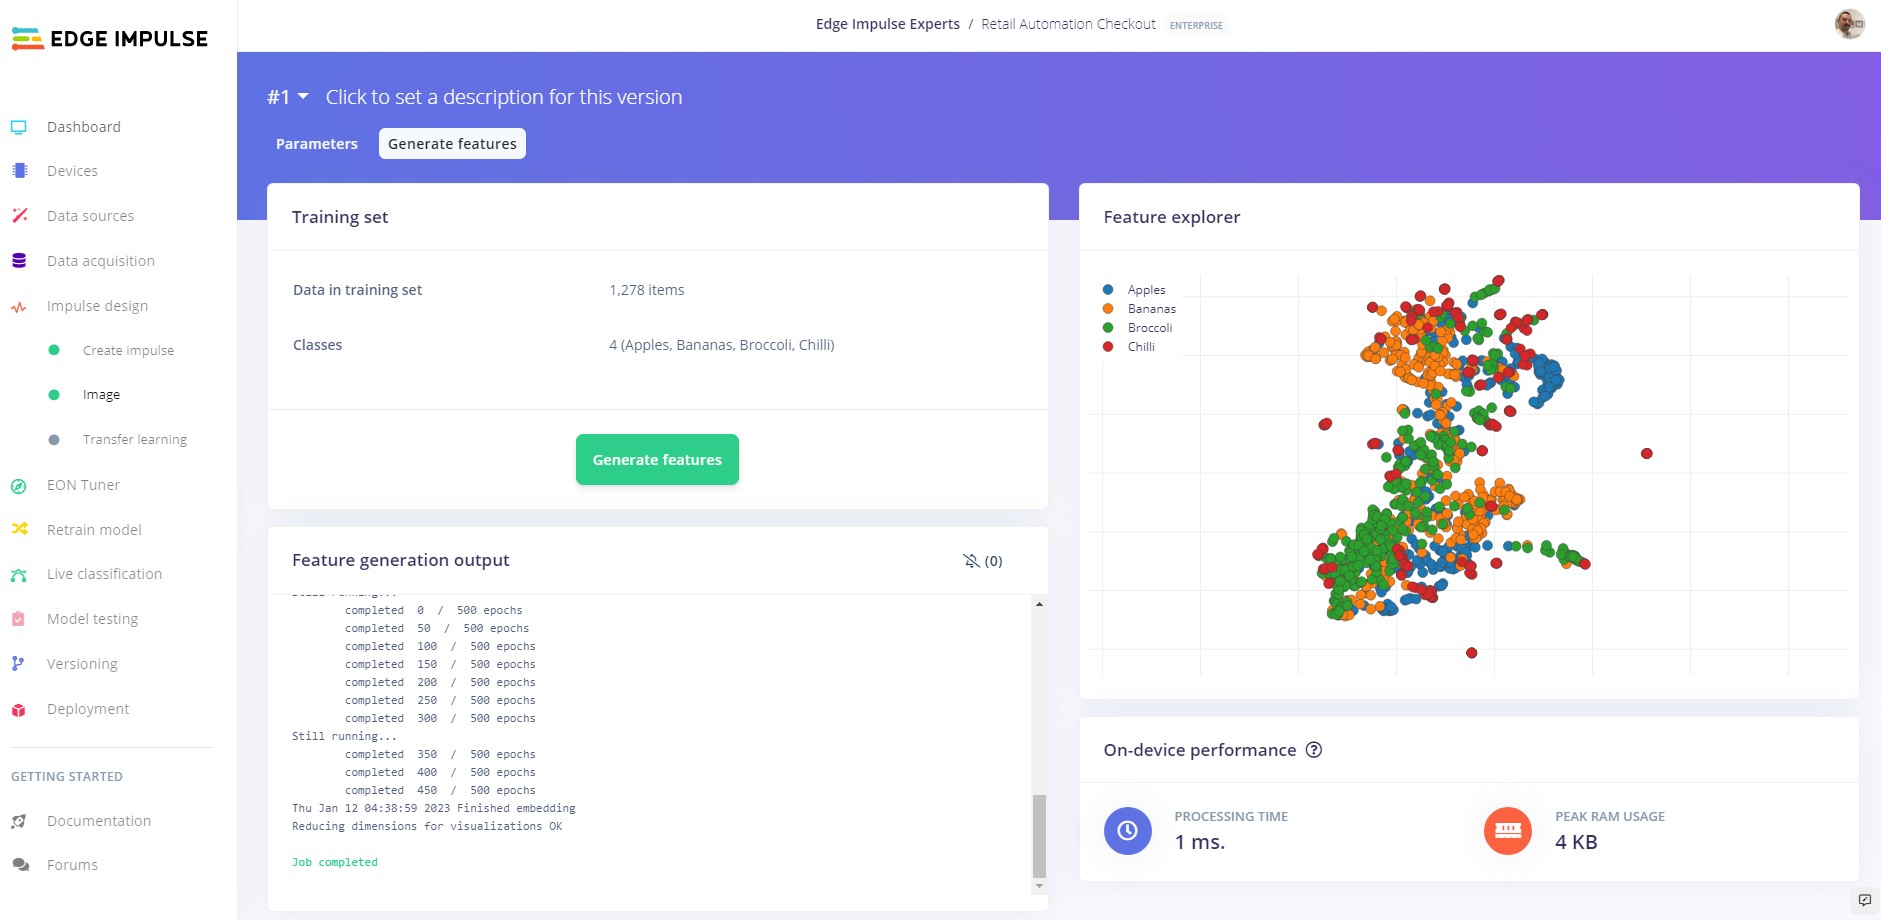 EDGE IMPULSE
Edge Impulse Experts / Retail Automation Checkout ENTERPRISE
#1 Click to set a description for this version
Parameters Generate features
Dashboard
Devices
Data sources
Data acquisition
Impulse design
Create impulse
Image
Transfer learning
EON Tuner
Retrain model
Live classification
Model testing
Versioning
Deployment
GETTING STARTED
Documentation
Forums
Training set
Data in training set 1,278 items
Classes 4 (Apples, Bananas, Broccoli, Chilli)
Generate features
Feature generation output (0)
Still running...
completed 0 / 500 epochs
completed 50 / 500 epochs
completed 100 / 500 epochs
completed 150 / 500 epochs
completed 200 / 500 epochs
completed 250 / 500 epochs
completed 300 / 500 epochs
Still running...
completed 350 / 500 epochs
completed 400 / 500 epochs
completed 450 / 500 epochs
Thu Jan 12 04:38:59 2023 Finished embedding
Reducing dimensions for visualizations OK
Job completed
Feature explorer
Apples
Bananas
Broccoli
Chilli
On-device performance
PROCESSING TIME
1 ms.
PEAK RAM USAGE
4 KB